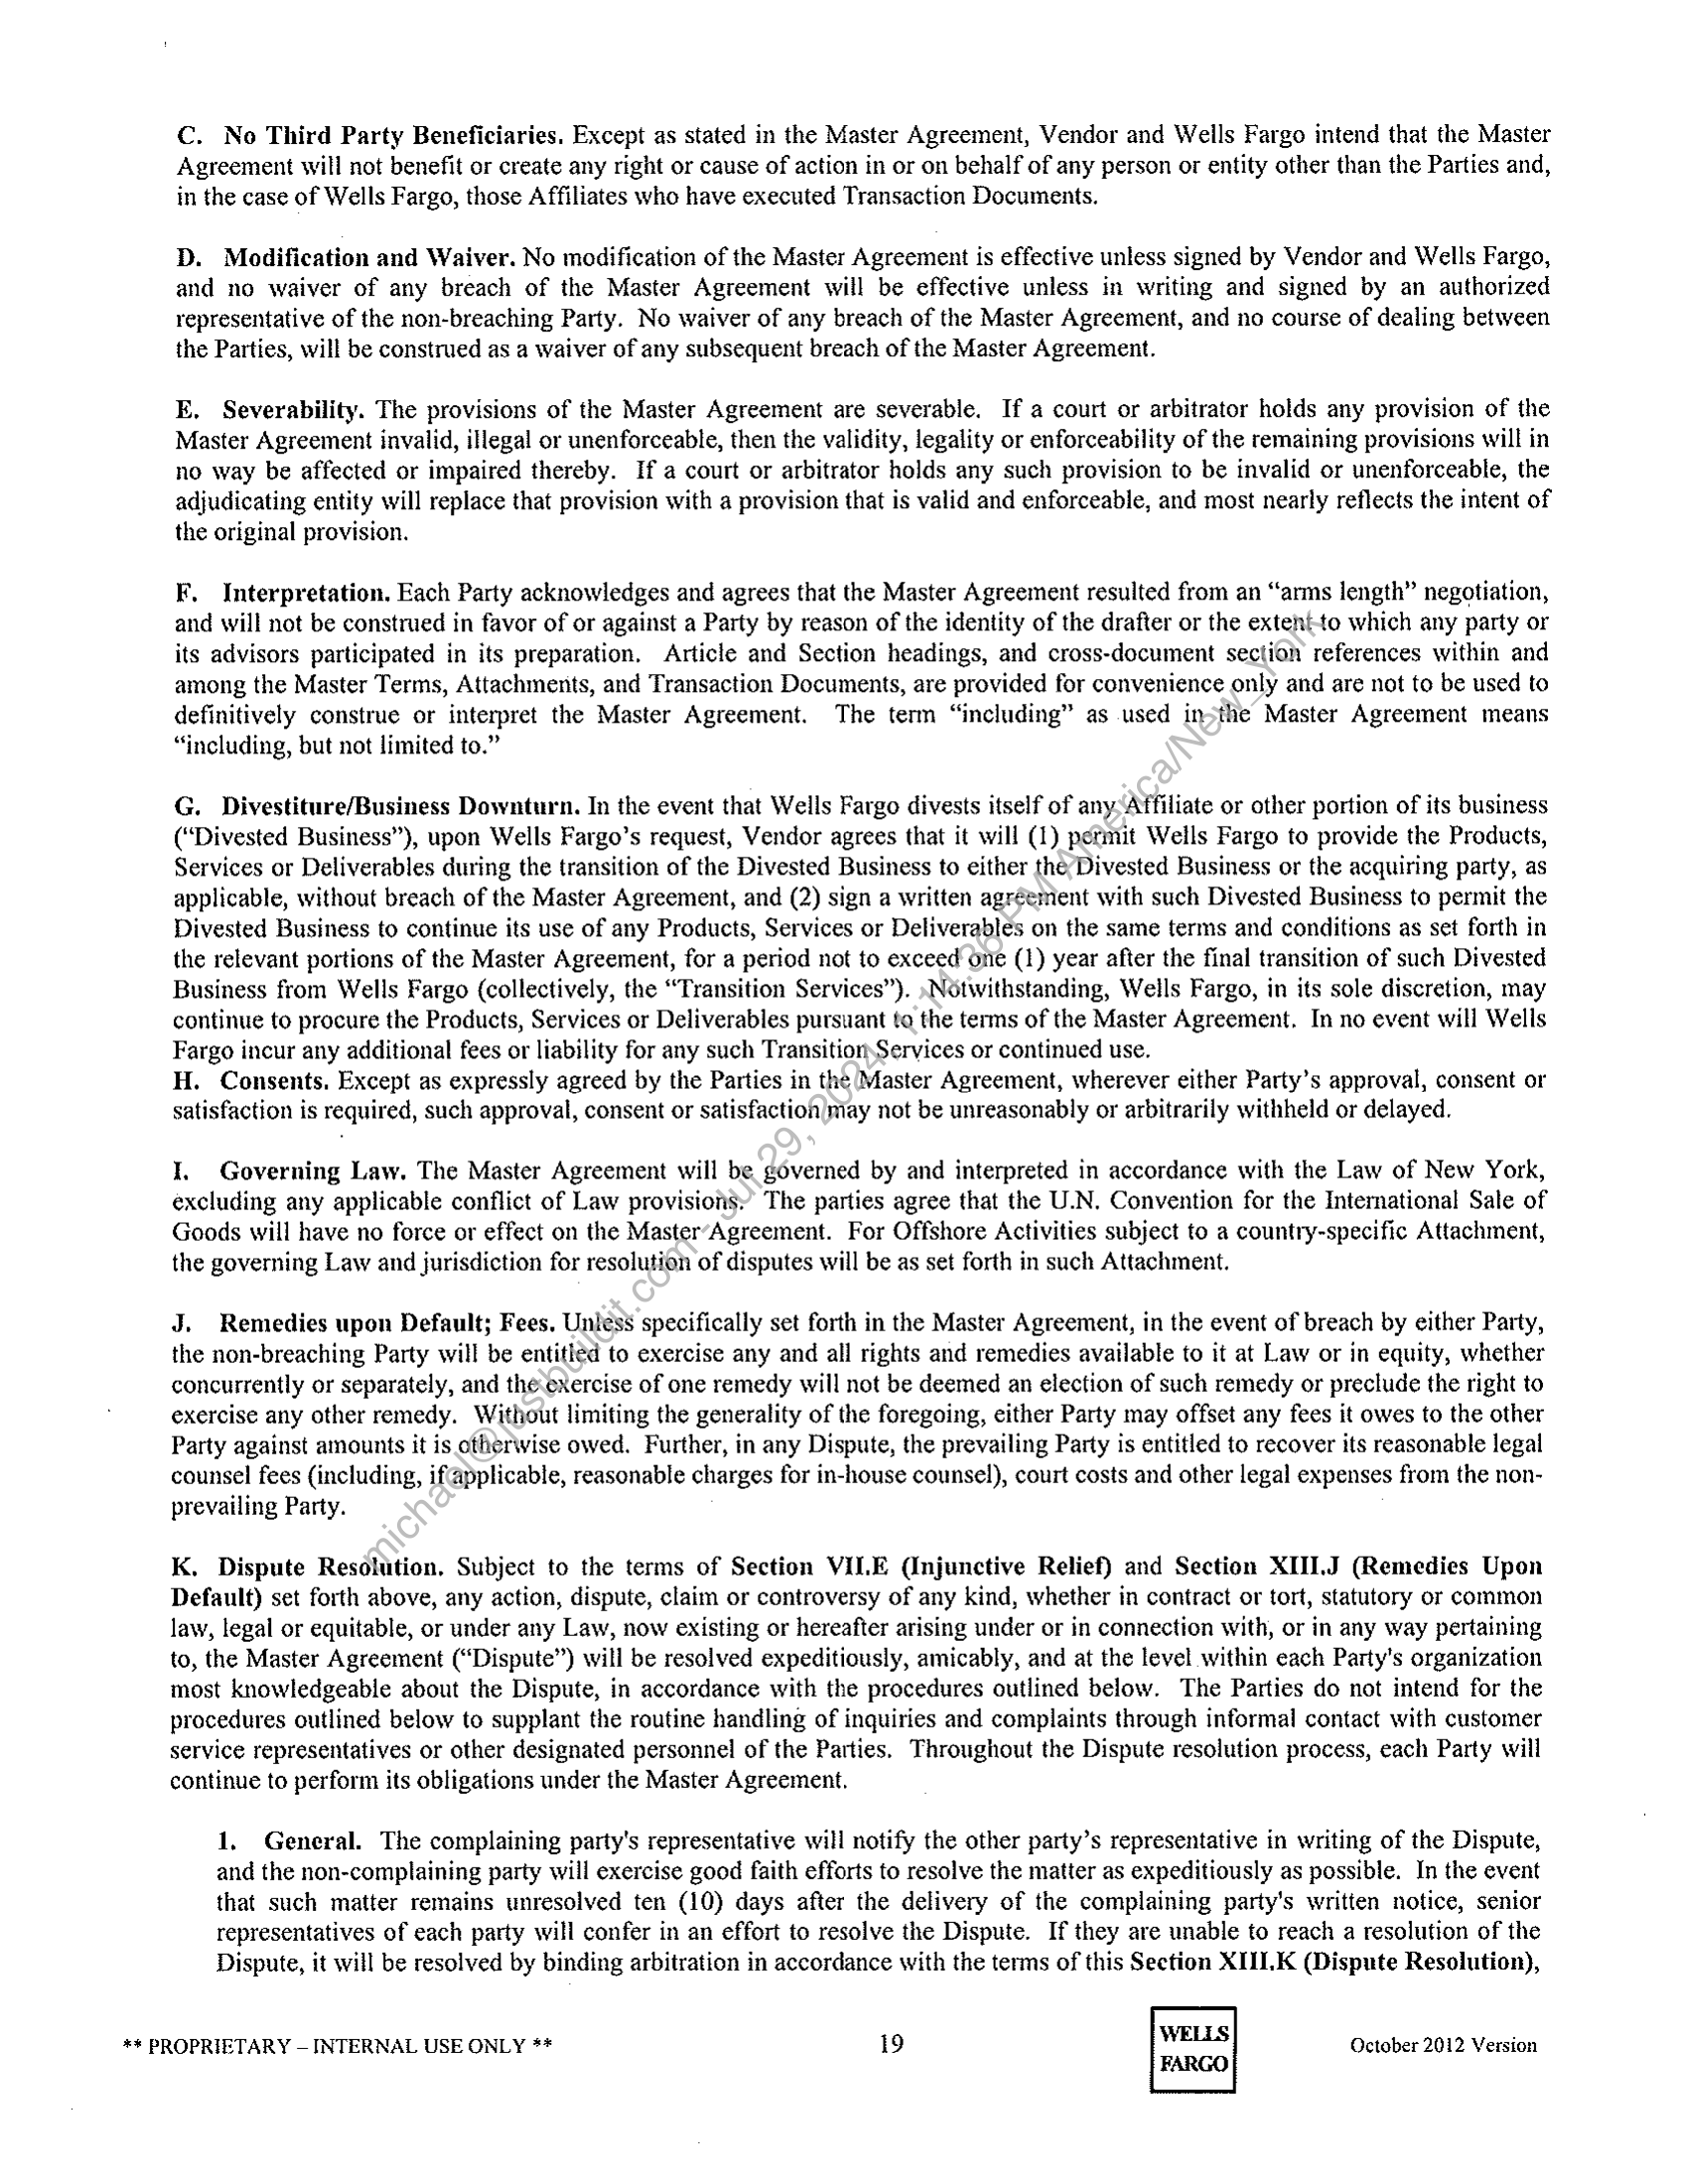 C. No Third Party Beneficiaries. Except as stated in the Master Agreement, Vendor and Wells Fargo intend that the Master
Agreement will not benefit or create any right or cause of action in or on behalf of any person or entity other than the Parties and,
in the case of Wells Fargo, those Affiliates who have executed Transaction Documents.
D. Modification and Waiver. No modification of the Master Agreement is effective unless signed by Vendor and Wells Fargo,
and no waiver of any breach of the Master Agreement will be effective unless in writing and signed by an authorized
representative of the non-breaching Party. No waiver of any breach of the Master Agreement, and no course of dealing between
the Parties, will be construed as a waiver of any subsequent breach of the Master Agreement.
E. Severability. The provisions of the Master Agreement are severable. If a court or arbitrator holds any provision of the
Master Agreement invalid, illegal or unenforceable, then the validity, legality or enforceability of the remaining provisions will in
no way be affected or impaired thereby. If a court or arbitrator holds any such provision to be invalid or unenforceable, the
adjudicating entity will replace that provision with a provision that is valid and enforceable, and most nearly reflects the intent of
the original provision.
F. Interpretation. Each Party acknowledges and agrees that the Master Agreement resulted from an “arms length” negotiation,
and will not be construed in favor of or against a Party by reason of the identity of the drafter or the extent to which any party or
its advisors participated in its preparation. Article and Section headings, and cross-document section references within and
among the Master Terms, Attachments, and Transaction Documents, are provided for convenience only and are not to be used to
definitively construe or interpret the Master Agreement. The term “including” as used in the Master Agreement means
“including, but not limited to.”
G. Divestiture/Business Downturn. In the event that Wells Fargo divests itself of any Affiliate or other portion of its business
(“Divested Business”), upon Wells Fargo’s request, Vendor agrees that it will (1) permit Wells Fargo to provide the Products,
Services or Deliverables during the transition of the Divested Business to either the Divested Business or the acquiring party, as
applicable, without breach of the Master Agreement, and (2) sign a written agreement with such Divested Business to permit the
Divested Business to continue its use of any Products, Services or Deliverables on the same terms and conditions as set forth in
the relevant portions of the Master Agreement, for a period not to exceed one (1) year after the final transition of such Divested
Business from Wells Fargo (collectively, the “Transition Services”). Notwithstanding, Wells Fargo, in its sole discretion, may
continue to procure the Products, Services or Deliverables pursuant to the terms of the Master Agreement. In no event will Wells
Fargo incur any additional fees or liability for any such Transition Services or continued use.
H. Consents. Except as expressly agreed by the Parties in the Master Agreement, wherever either Party’s approval, consent or
satisfaction is required, such approval, consent or satisfaction may not be unreasonably or arbitrarily withheld or delayed.
I. Governing Law. The Master Agreement will be governed by and interpreted in accordance with the Law of New York,
excluding any applicable conflict of Law provisions. The parties agree that the U.N. Convention for the International Sale of
Goods will have no force or effect on the Master Agreement. For Offshore Activities subject to a country-specific Attachment,
the governing Law and jurisdiction for resolution of disputes will be as set forth in such Attachment.
J. Remedies upon Default; Fees. Unless specifically set forth in the Master Agreement, in the event of breach by either Party,
the non-breaching Party will be entitled to exercise any and all rights and remedies available to it at Law or in equity, whether
concurrently or separately, and the exercise of one remedy will not be deemed an election of such remedy or preclude the right to
exercise any other remedy. Without limiting the generality of the foregoing, either Party may offset any fees it owes to the other
Party against amounts it is otherwise owed. Further, in any Dispute, the prevailing Party is entitled to recover its reasonable legal
counsel fees (including, if applicable, reasonable charges for in-house counsel), court costs and other legal expenses from the non-
prevailing Party.
K. Dispute Resolution. Subject to the terms of Section VII.E (Injunctive Relief) and Section XIII.J (Remedies Upon
Default) set forth above, any action, dispute, claim or controversy of any kind, whether in contract or tort, statutory or common
law, legal or equitable, or under any Law, now existing or hereafter arising under or in connection with, or in any way pertaining
to, the Master Agreement (“Dispute”) will be resolved expeditiously, amicably, and at the level within each Party's organization
most knowledgeable about the Dispute, in accordance with the procedures outlined below. The Parties do not intend for the
procedures outlined below to supplant the routine handling of inquiries and complaints through informal contact with customer
service representatives or other designated personnel of the Parties. Throughout the Dispute resolution process, each Party will
continue to perform its obligations under the Master Agreement.
1. General. The complaining party's representative will notify the other party’s representative in writing of the Dispute,
and the non-complaining party will exercise good faith efforts to resolve the matter as expeditiously as possible. In the event
that such matter remains unresolved ten (10) days after the delivery of the complaining party's written notice, senior
representatives of each party will confer in an effort to resolve the Dispute. If they are unable to reach a resolution of the
Dispute, it will be resolved by binding arbitration in accordance with the terms of this Section XIII.K (Dispute Resolution),
** PROPRIETARY – INTERNAL USE ONLY **
19
WELLS
FARGO
October 2012 Version
michael@justbuildit.com - Jul 29, 2024, 1:14:36 PM America/New_York